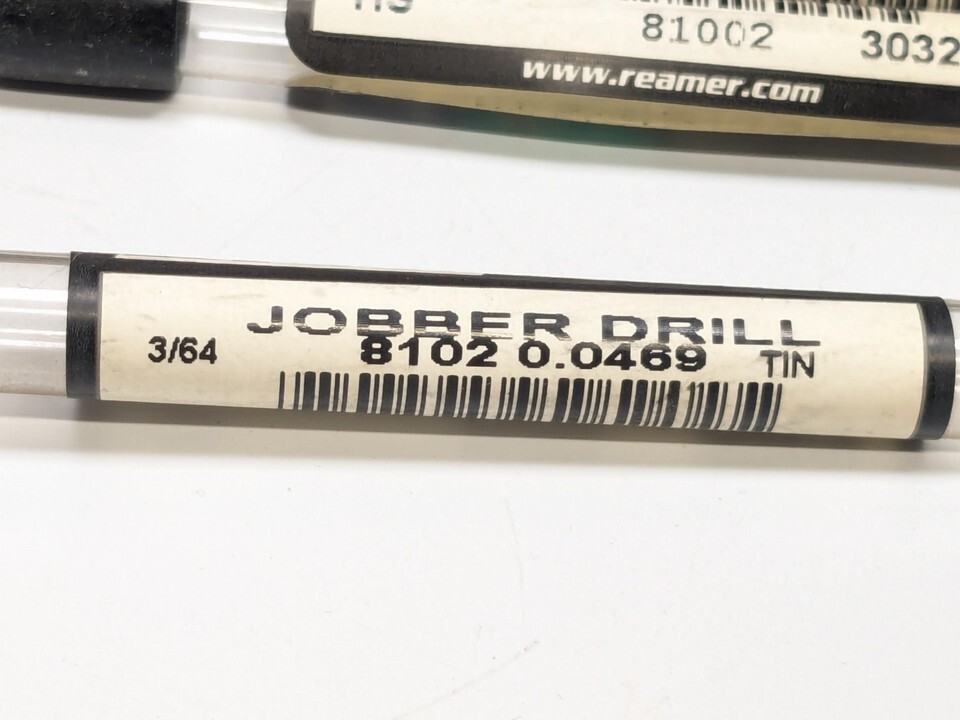 81002 3032
www.reamer.com
JOBBER DRILL
3/64 8102 0.0469 TIN